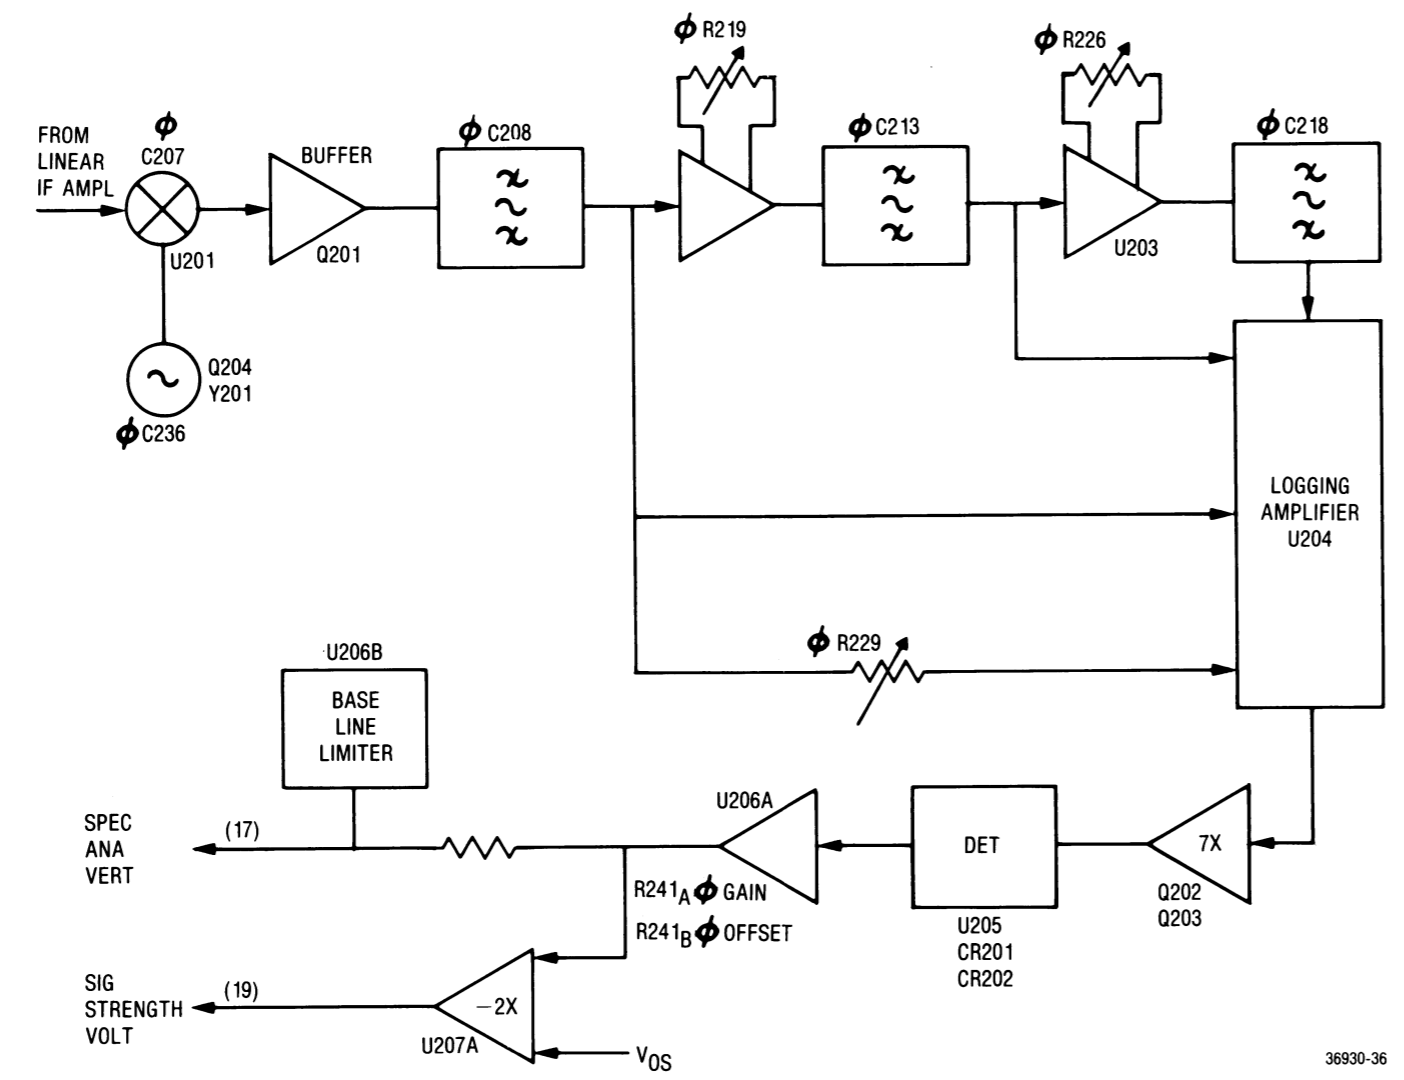 ϕ R219
ϕ R226
FROM
LINEAR
IF AMPL
ϕ
C207
U201
BUFFER
Q201
ϕ C208
ϕ C213
U203
ϕ C218
Q204
Y201
ϕ C236
LOGGING
AMPLIFIER
U204
ϕ R229
U206B
BASE
LINE
LIMITER
SPEC
ANA
VERT
(17)
U206A
R241A ϕ GAIN
R241B ϕ OFFSET
DET
U205
CR201
CR202
7X
Q202
Q203
SIG
STRENGTH
VOLT
(19)
−2X
U207A
VOS
36930-36